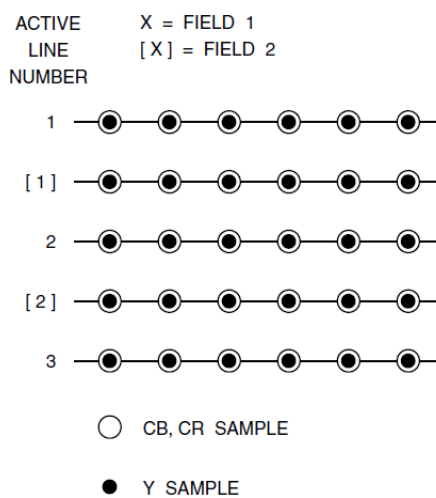 ACTIVE LINE NUMBER
X = FIELD 1
[ X ] = FIELD 2
1
[ 1 ]
2
[ 2 ]
3
CB, CR SAMPLE
Y SAMPLE